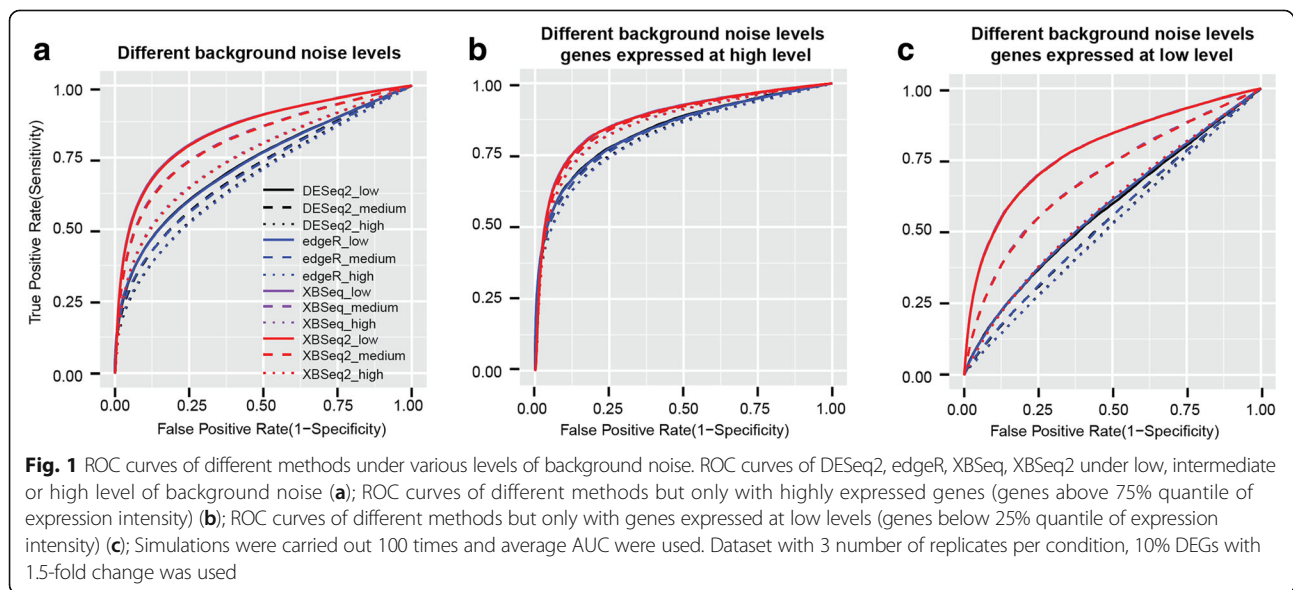 a
Different background noise levels
b
Different background noise levels
genes expressed at high level
c
Different background noise levels
genes expressed at low level
True Positive Rate(Sensitivity)
1.00
0.75
0.50
0.25
0.00
DESeq2_low
DESeq2_medium
DESeq2_high
edgeR_low
edgeR_medium
edgeR_high
XBSeq_low
XBSeq_medium
XBSeq_high
XBSeq2_low
XBSeq2_medium
XBSeq2_high
0.00 0.25 0.50 0.75 1.00
False Positive Rate(1−Specificity)
1.00
0.75
0.50
0.25
0.00
0.00 0.25 0.50 0.75 1.00
False Positive Rate(1−Specificity)
1.00
0.75
0.50
0.25
0.00
0.00 0.25 0.50 0.75 1.00
False Positive Rate(1−Specificity)
Fig. 1 ROC curves of different methods under various levels of background noise. ROC curves of DESeq2, edgeR, XBSeq, XBSeq2 under low, intermediate
or high level of background noise (a); ROC curves of different methods but only with highly expressed genes (genes above 75% quantile of
expression intensity) (b); ROC curves of different methods but only with genes expressed at low levels (genes below 25% quantile of expression
intensity) (c); Simulations were carried out 100 times and average AUC were used. Dataset with 3 number of replicates per condition, 10% DEGs with
1.5-fold change was used